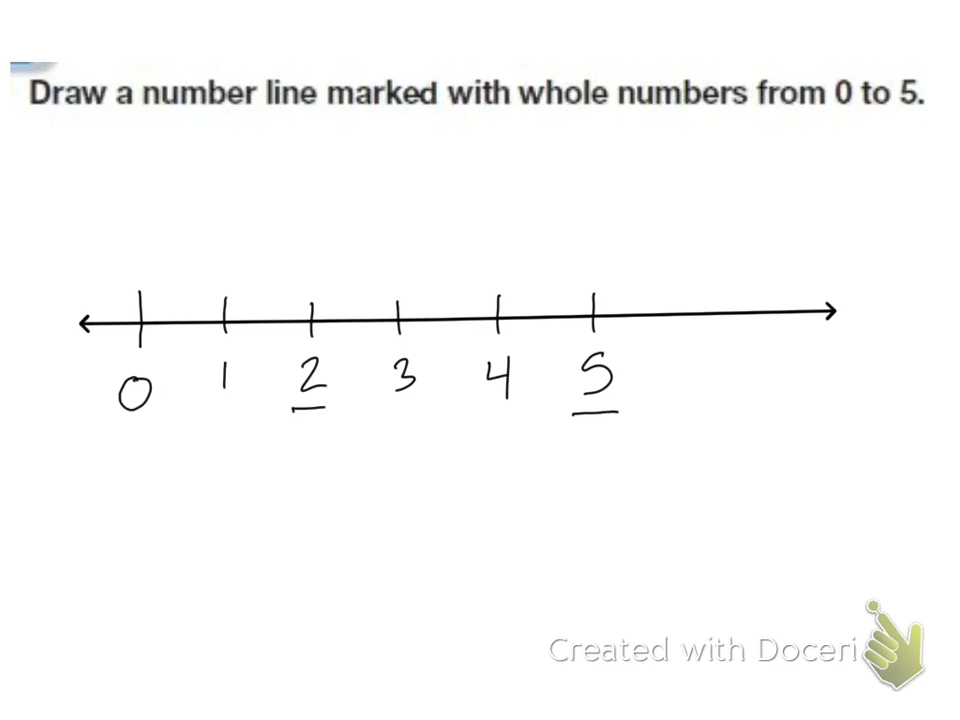 Draw a number line marked with whole numbers from 0 to 5.
0 1 2 3 4 5
Created with Doceri